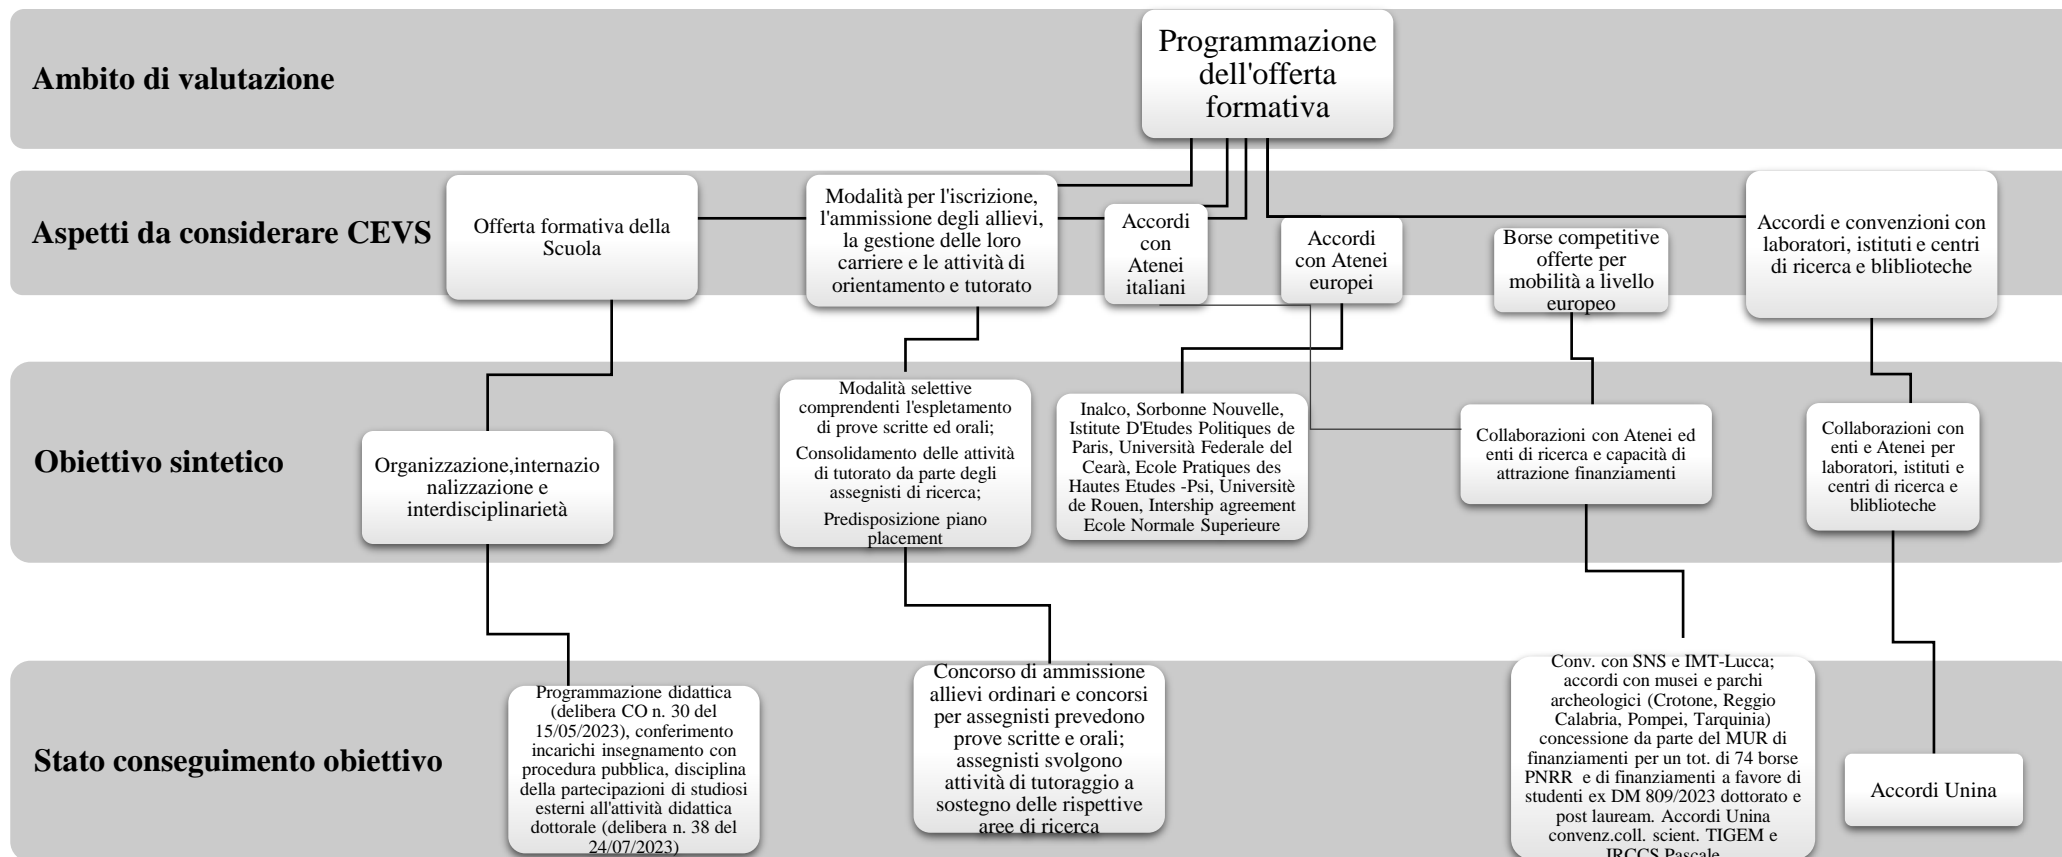 Ambito di valutazione
Programmazione
dell'offerta
formativa
Aspetti da considerare CEVS
Offerta formativa della
Scuola
Modalità per l'iscrizione,
l'ammissione degli allievi,
la gestione delle loro
carriere e le attività di
orientamento e tutorato
Accordi
con
Atenei
italiani
Accordi
con Atenei
europei
Borse competitive
offerte per
mobilità a livello
europeo
Accordi e convenzioni con
laboratori, istituti e centri
di ricerca e bliblioteche
Obiettivo sintetico
Organizzazione,internazio
nalizzazione e
interdisciplinarietà
Modalità selettive
comprendenti l'espletamento
di prove scritte ed orali;
Consolidamento delle attività
di tutorato da parte degli
assegnisti di ricerca;
Predisposizione piano
placement
Inalco, Sorbonne Nouvelle,
Istitute D'Etudes Politiques de
Paris, Università Federale del
Cearà, Ecole Pratiques des
Hautes Etudes -Psi, Universitè
de Rouen, Intership agreement
Ecole Normale Superieure
Collaborazioni con Atenei ed
enti di ricerca e capacità di
attrazione finanziamenti
Collaborazioni con
enti e Atenei per
laboratori, istituti e
centri di ricerca e
bliblioteche
Stato conseguimento obiettivo
Programmazione didattica
(delibera CO n. 30 del
15/05/2023), conferimento
incarichi insegnamento con
procedura pubblica, disciplina
della partecipazioni di studiosi
esterni all'attività didattica
dottorale (delibera n. 38 del
24/07/2023)
Concorso di ammissione
allievi ordinari e concorsi
per assegnisti prevedono
prove scritte e orali;
assegnisti svolgono
attività di tutoraggio a
sostegno delle rispettive
aree di ricerca
Conv. con SNS e IMT-Lucca;
accordi con musei e parchi
archeologici (Crotone, Reggio
Calabria, Pompei, Tarquinia)
concessione da parte del MUR di
finanziamenti per un tot. di 74 borse
PNRR e di finanziamenti a favore di
studenti ex DM 809/2023 dottorato e
post lauream. Accordi Unina
convenz.coll. scient. TIGEM e
IRCCS Pascale
Accordi Unina